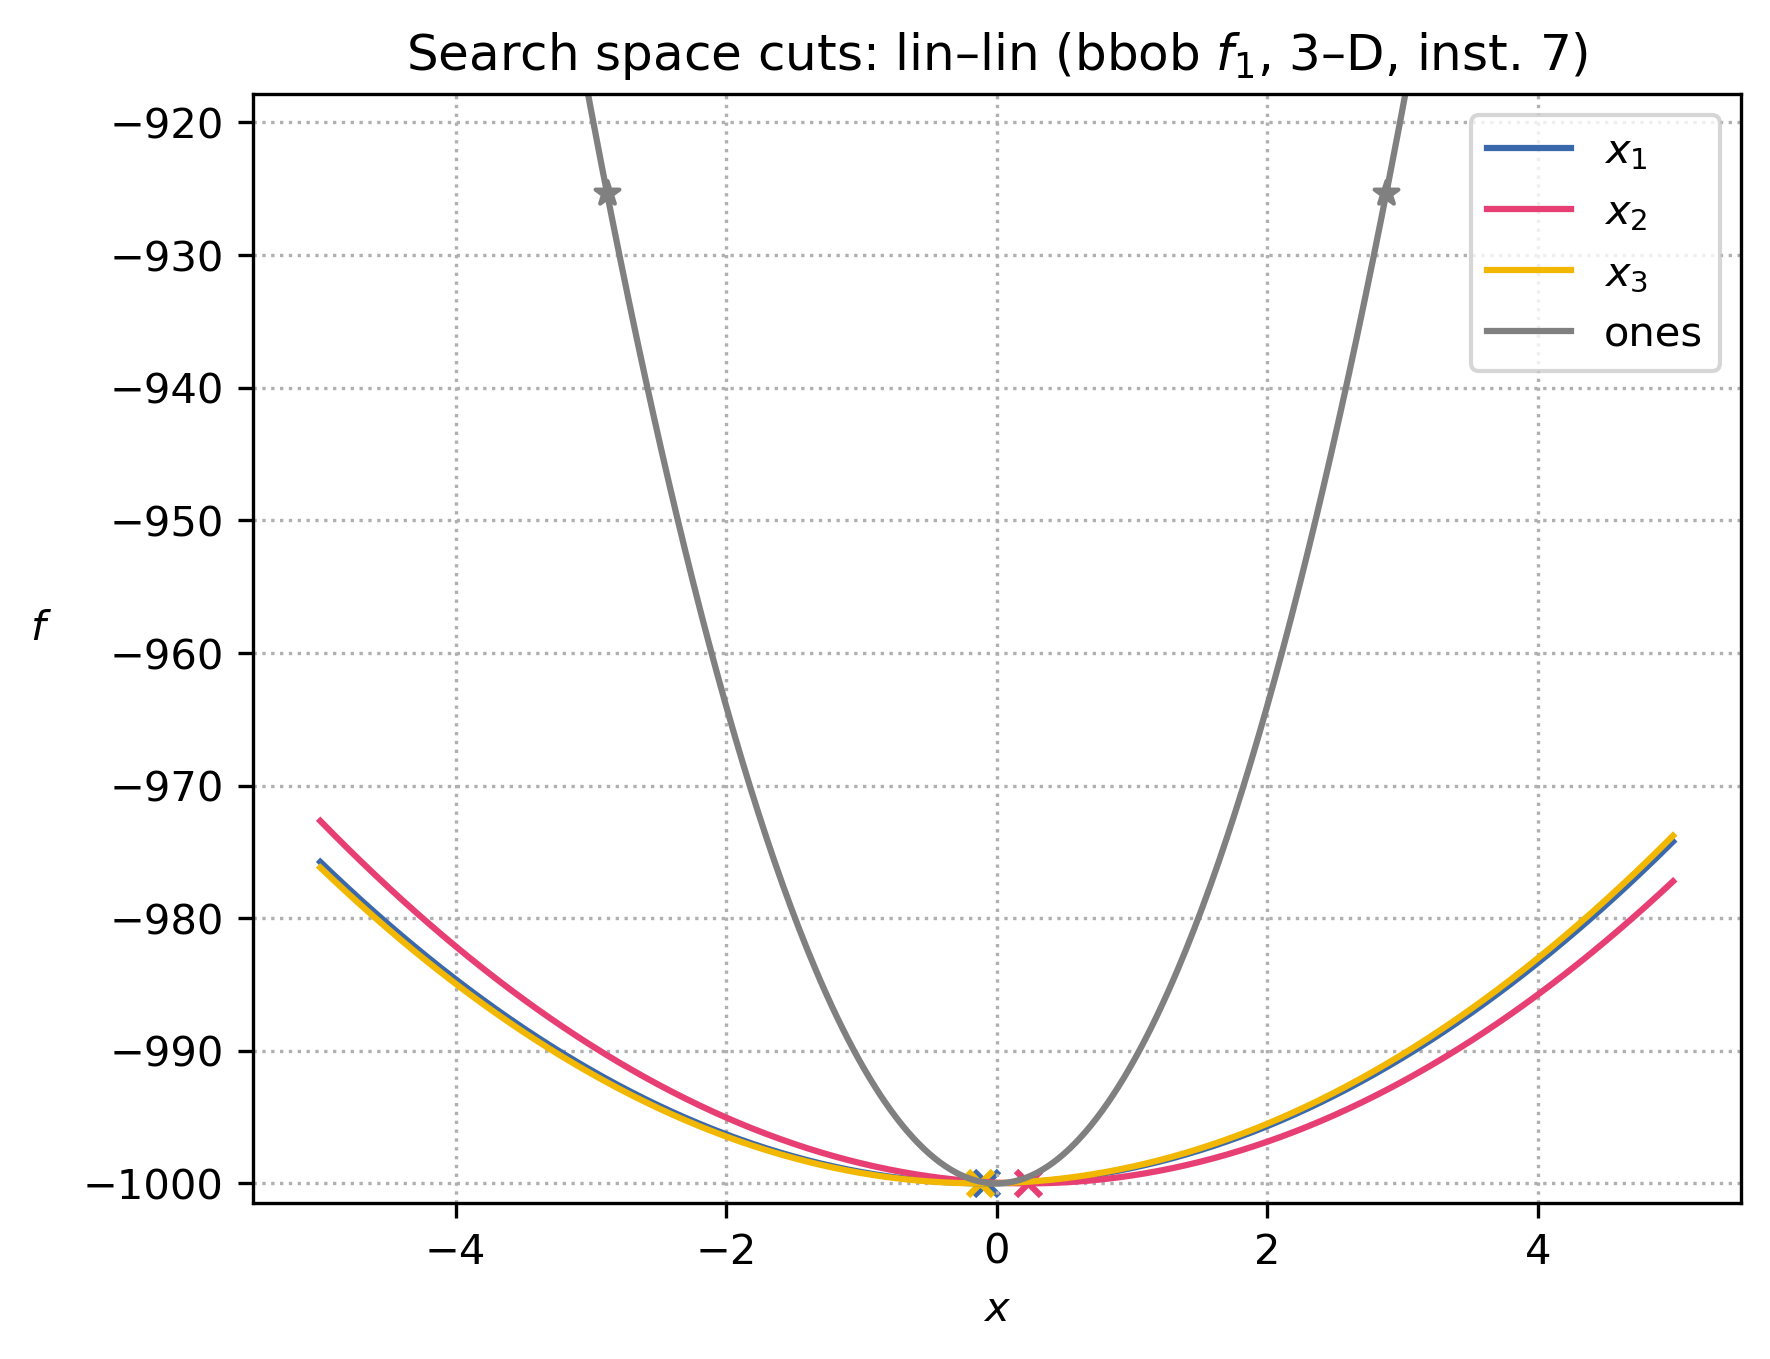 Search space cuts: lin–lin (bbob f₁, 3–D, inst. 7)
−920
−930
−940
−950
−960
−970
−980
−990
−1000
f
x₁
x₂
x₃
ones
−4 −2 0 2 4
x